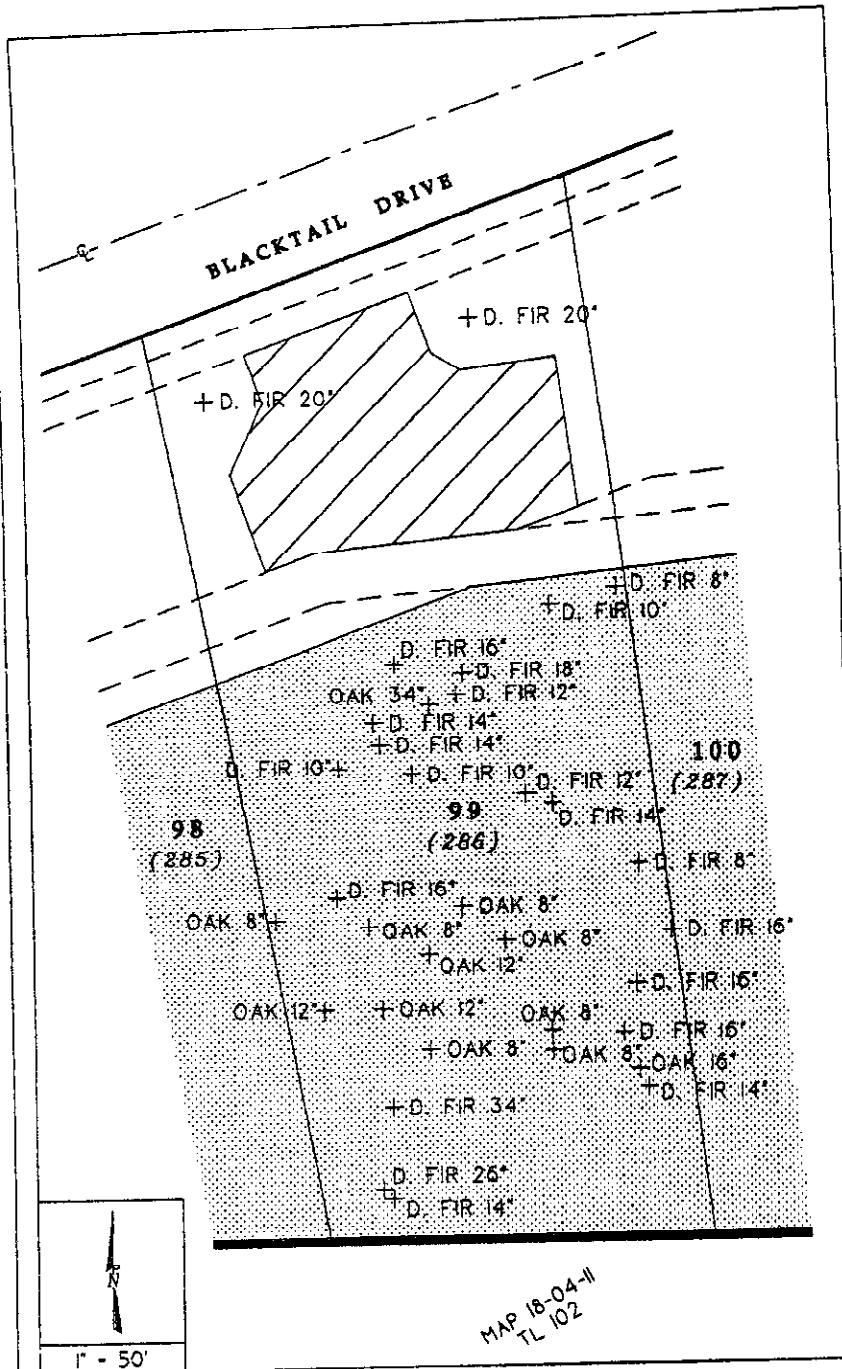 ℄
BLACKTAIL DRIVE
D. FIR 20"
D. FIR 20"
D. FIR 8"
D. FIR 10"
D. FIR 16"
D. FIR 18"
OAK 34"
D. FIR 12"
D. FIR 14"
D. FIR 14"
D. FIR 10"
D. FIR 10"
D. FIR 12"
D. FIR 14"
100
(287)
99
(286)
98
(285)
D. FIR 8"
D. FIR 16"
OAK 8"
OAK 8"
OAK 8"
OAK 8"
D. FIR 16"
OAK 12"
D. FIR 16"
OAK 12"
OAK 12"
OAK 8"
D. FIR 16"
OAK 8"
OAK 8"
OAK 16"
D. FIR 14"
D. FIR 34"
D. FIR 26"
D. FIR 14"
N
1" - 50'
MAP 18-04-11
TL 102